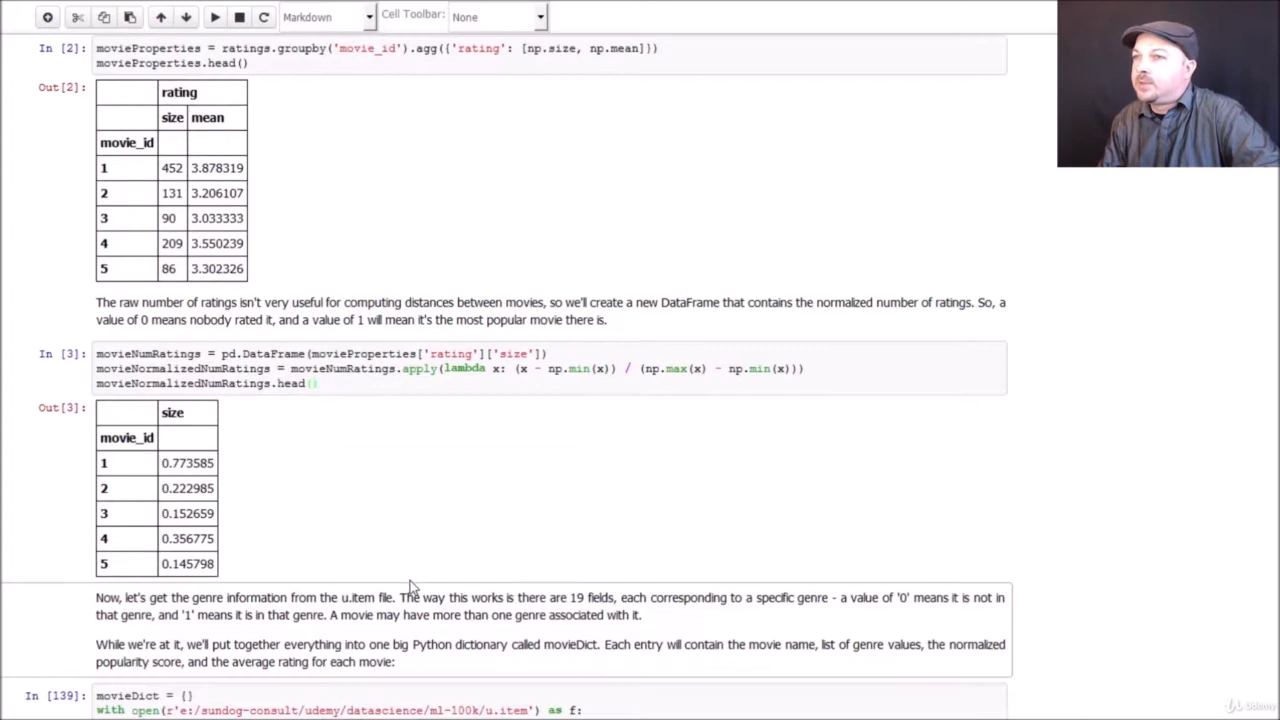 Markdown
Cell Toolbar:
None
In [2]:
movieProperties = ratings.groupby('movie_id').agg({'rating': [np.size, np.mean]})
movieProperties.head()
Out[2]:
rating
size mean
movie_id
1 452 3.878319
2 131 3.206107
3 90 3.033333
4 209 3.550239
5 86 3.302326
The raw number of ratings isn't very useful for computing distances between movies, so we'll create a new DataFrame that contains the normalized number of ratings. So, a
value of 0 means nobody rated it, and a value of 1 will mean it's the most popular movie there is.
In [3]:
movieNumRatings = pd.DataFrame(movieProperties['rating']['size'])
movieNormalizedNumRatings = movieNumRatings.apply(lambda x: (x - np.min(x)) / (np.max(x) - np.min(x)))
movieNormalizedNumRatings.head()
Out[3]:
size
movie_id
1 0.773585
2 0.222985
3 0.152659
4 0.356775
5 0.145798
Now, let's get the genre information from the u.item file. The way this works is there are 19 fields, each corresponding to a specific genre - a value of '0' means it is not in
that genre, and '1' means it is in that genre. A movie may have more than one genre associated with it.
While we're at it, we'll put together everything into one big Python dictionary called movieDict. Each entry will contain the movie name, list of genre values, the normalized
popularity score, and the average rating for each movie:
In [139]:
movieDict = {}
with open(r'e:/sundog-consult/udemy/datascience/ml-100k/u.item') as f:
Udemy